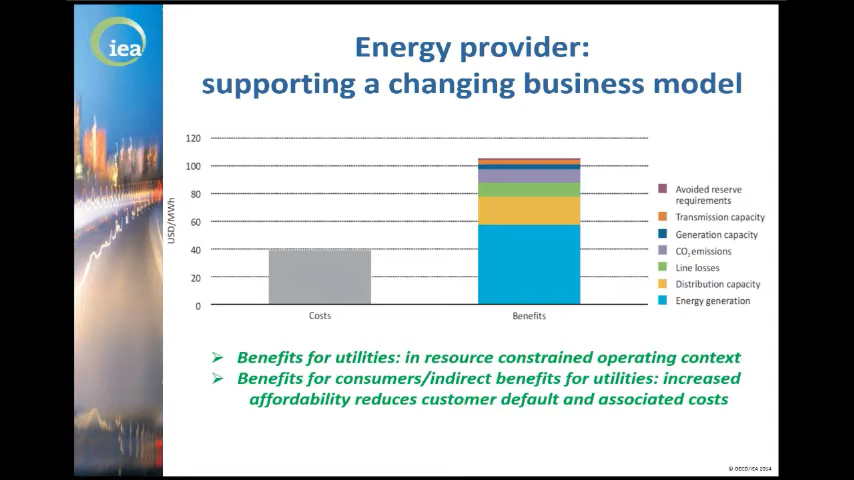 iea
Energy provider:
supporting a changing business model
120
100
80
60
40
20
0
USD/MWh
Costs
Benefits
Avoided reserve
requirements
Transmission capacity
Generation capacity
CO₂ emissions
Line losses
Distribution capacity
Energy generation
➢ Benefits for utilities: in resource constrained operating context
➢ Benefits for consumers/indirect benefits for utilities: increased
affordability reduces customer default and associated costs
© OECD/IEA 2014